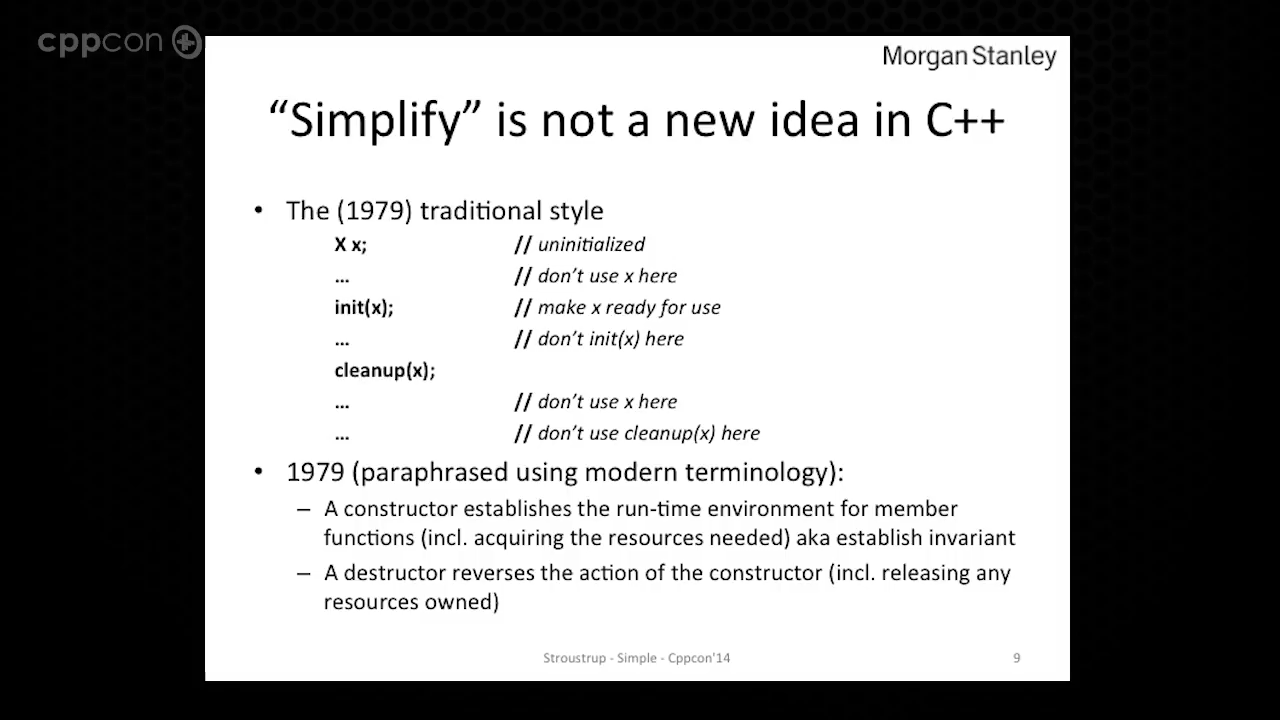 cppcon
Morgan Stanley
“Simplify” is not a new idea in C++
• The (1979) traditional style
X x; // uninitialized
... // don’t use x here
init(x); // make x ready for use
... // don’t init(x) here
cleanup(x);
... // don’t use x here
... // don’t use cleanup(x) here
• 1979 (paraphrased using modern terminology):
– A constructor establishes the run-time environment for member
functions (incl. acquiring the resources needed) aka establish invariant
– A destructor reverses the action of the constructor (incl. releasing any
resources owned)
Stroustrup - Simple - Cppcon'14 9